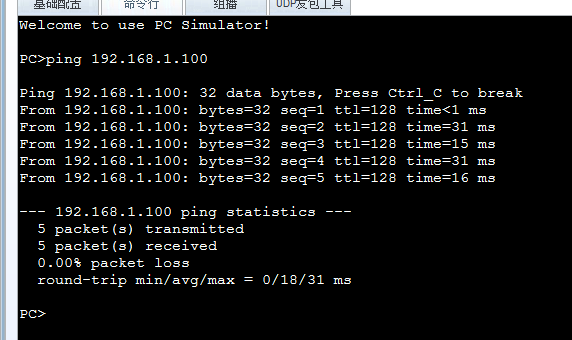 基础配置 命令行 组播 UDP发包工具
Welcome to use PC Simulator!
PC>ping 192.168.1.100
Ping 192.168.1.100: 32 data bytes, Press Ctrl_C to break
From 192.168.1.100: bytes=32 seq=1 ttl=128 time<1 ms
From 192.168.1.100: bytes=32 seq=2 ttl=128 time=31 ms
From 192.168.1.100: bytes=32 seq=3 ttl=128 time=15 ms
From 192.168.1.100: bytes=32 seq=4 ttl=128 time=31 ms
From 192.168.1.100: bytes=32 seq=5 ttl=128 time=16 ms
--- 192.168.1.100 ping statistics ---
5 packet(s) transmitted
5 packet(s) received
0.00% packet loss
round-trip min/avg/max = 0/18/31 ms
PC>